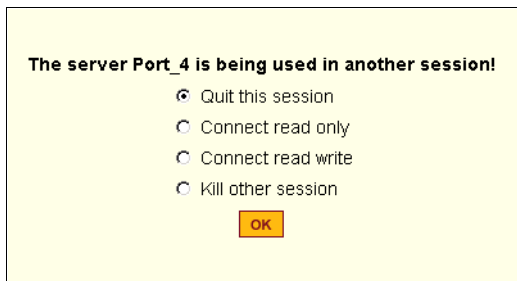 The server Port_4 is being used in another session!
Quit this session
Connect read only
Connect read write
Kill other session
OK